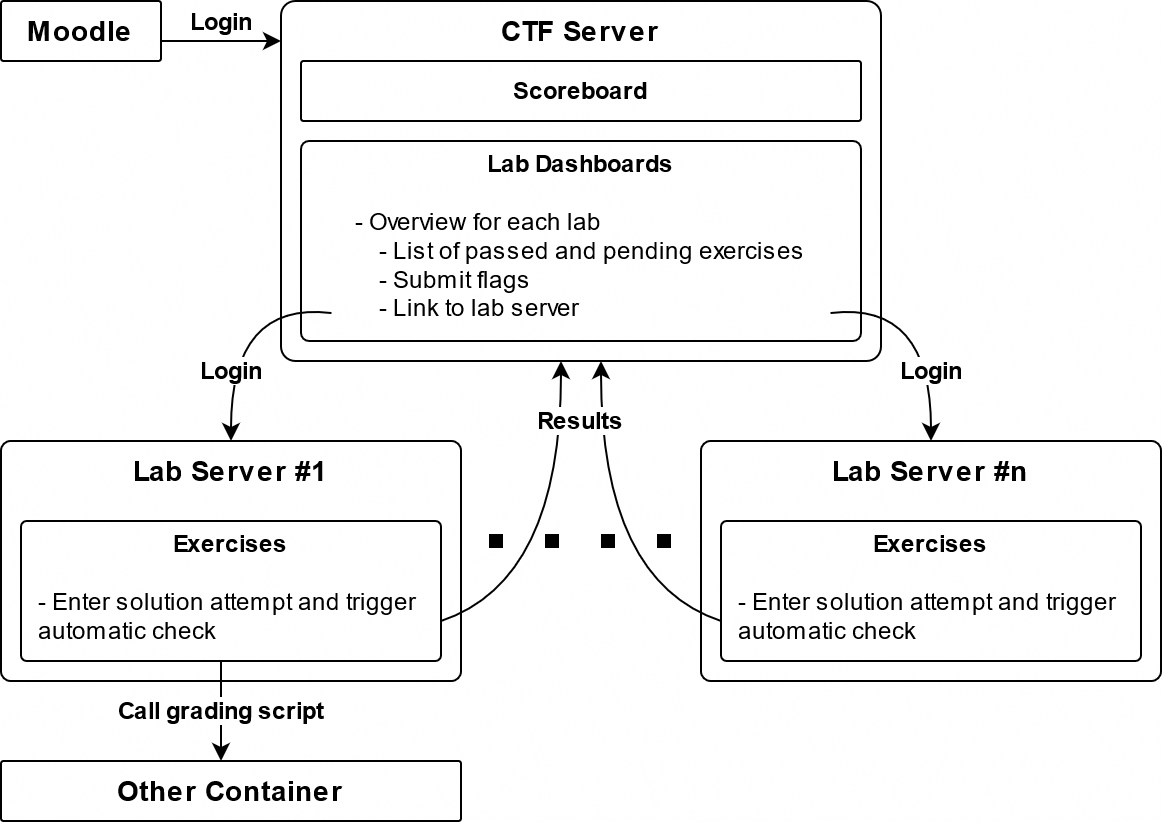 Moodle
Login
CTF Server
Scoreboard
Lab Dashboards
- Overview for each lab
- List of passed and pending exercises
- Submit flags
- Link to lab server
Login
Login
Results
Lab Server #1
Exercises
- Enter solution attempt and trigger
automatic check
Lab Server #n
Exercises
- Enter solution attempt and trigger
automatic check
Call grading script
Other Container